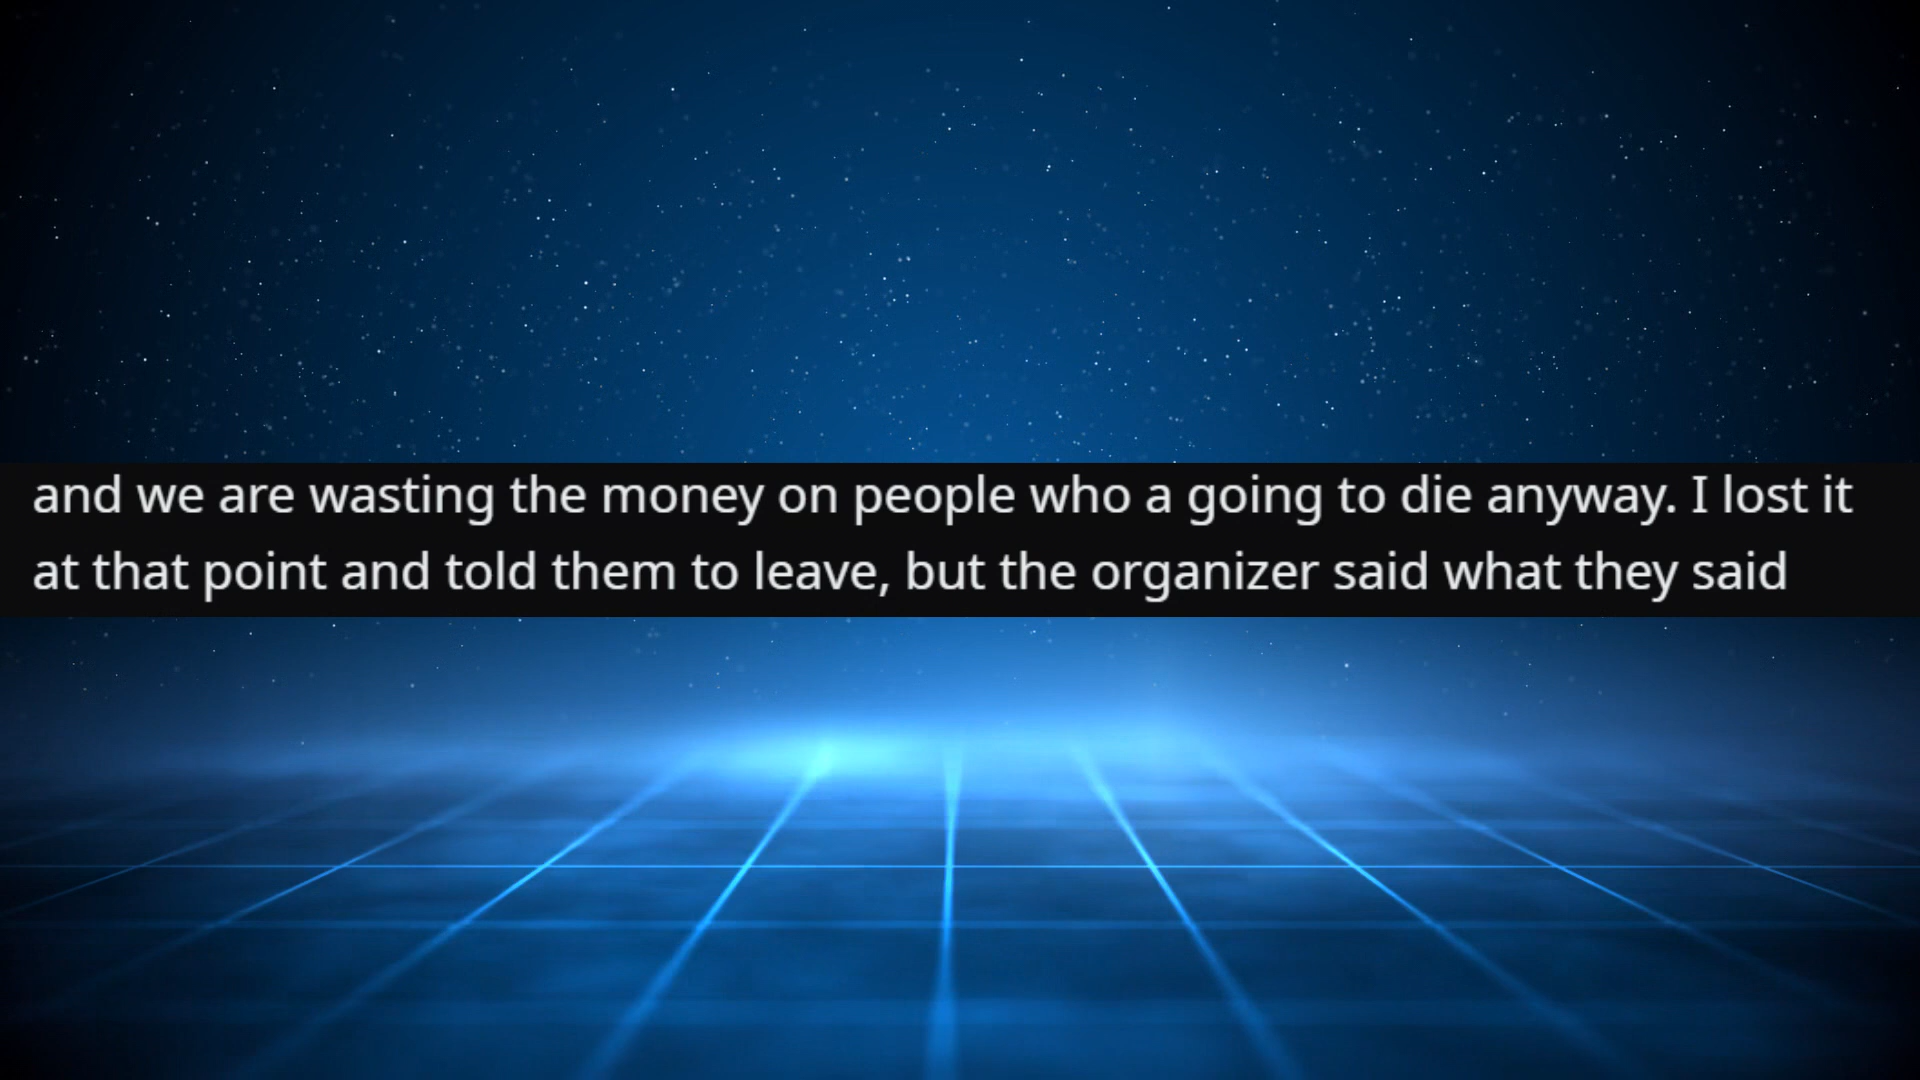 and we are wasting the money on people who a going to die anyway. I lost it
at that point and told them to leave, but the organizer said what they said